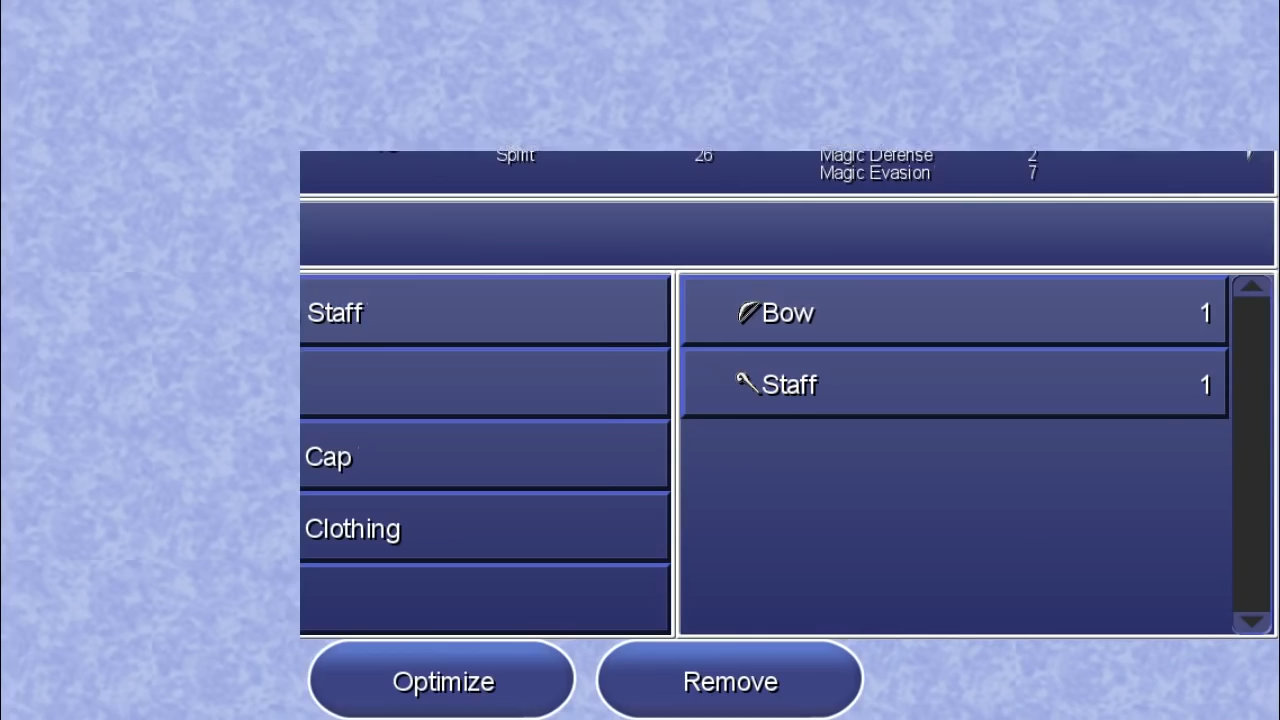 Spirit 26 Magic Defense 2
Magic Evasion 7
Staff
Cap
Clothing
Bow 1
Staff 1
Optimize Remove